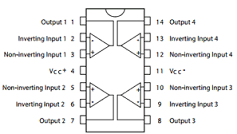 Output 1 1 14 Output 4
Inverting Input 1 2 13 Inverting Input 4
Non-inverting Input 1 3 12 Non-inverting Input 4
Vcc+ 4 11 Vcc-
Non-inverting Input 2 5 10 Non-inverting Input 3
Inverting Input 2 6 9 Inverting Input 3
Output 2 7 8 Output 3